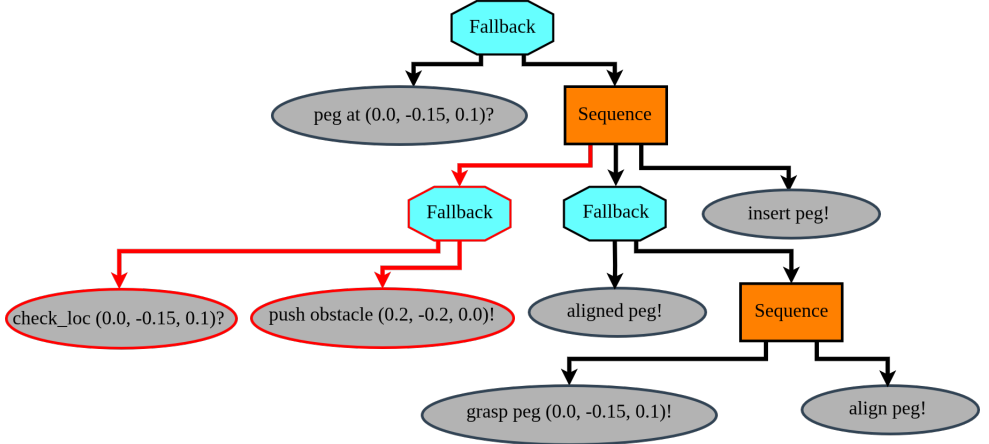 Fallback
peg at (0.0, -0.15, 0.1)?
Sequence
Fallback
Fallback
insert peg!
check_loc (0.0, -0.15, 0.1)?
push obstacle (0.2, -0.2, 0.0)!
aligned peg!
Sequence
grasp peg (0.0, -0.15, 0.1)!
align peg!